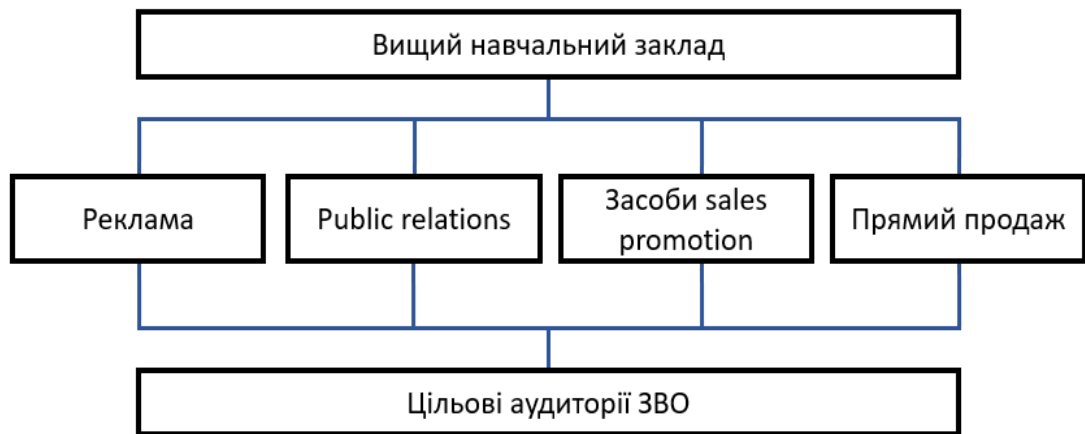 Вищий навчальний заклад
Реклама
Public relations
Засоби sales
promotion
Прямий продаж
Цільові аудиторії ЗВО